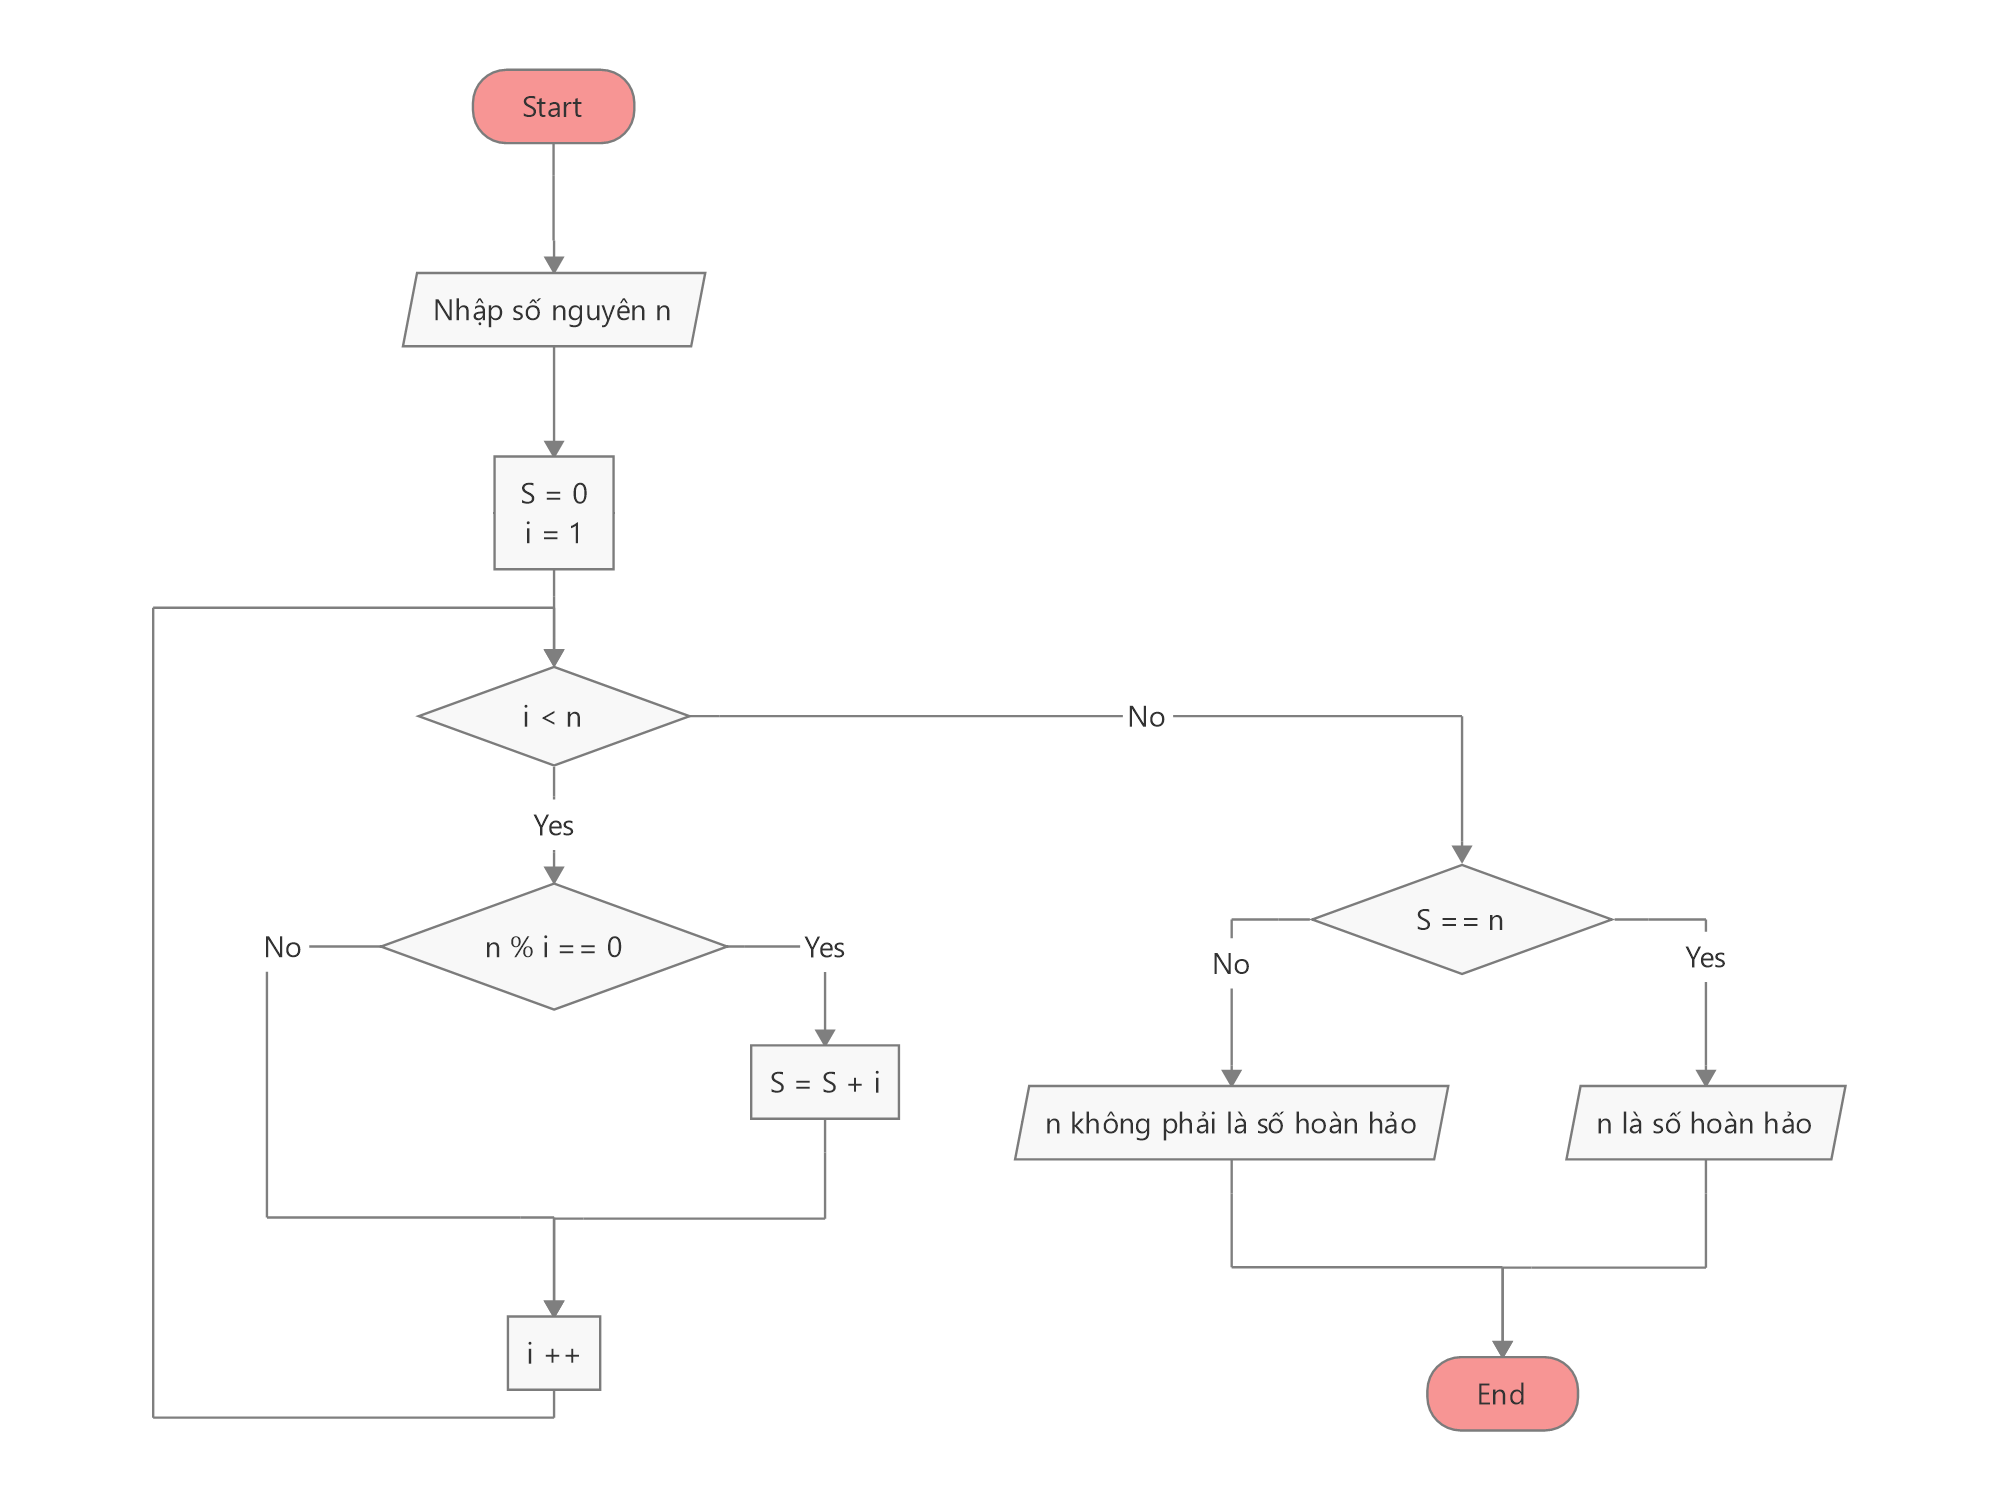 Start
Nhập số nguyên n
S = 0
i = 1
i < n
No
Yes
n % i == 0
No
Yes
S = S + i
i ++
S == n
No
Yes
n không phải là số hoàn hảo
n là số hoàn hảo
End